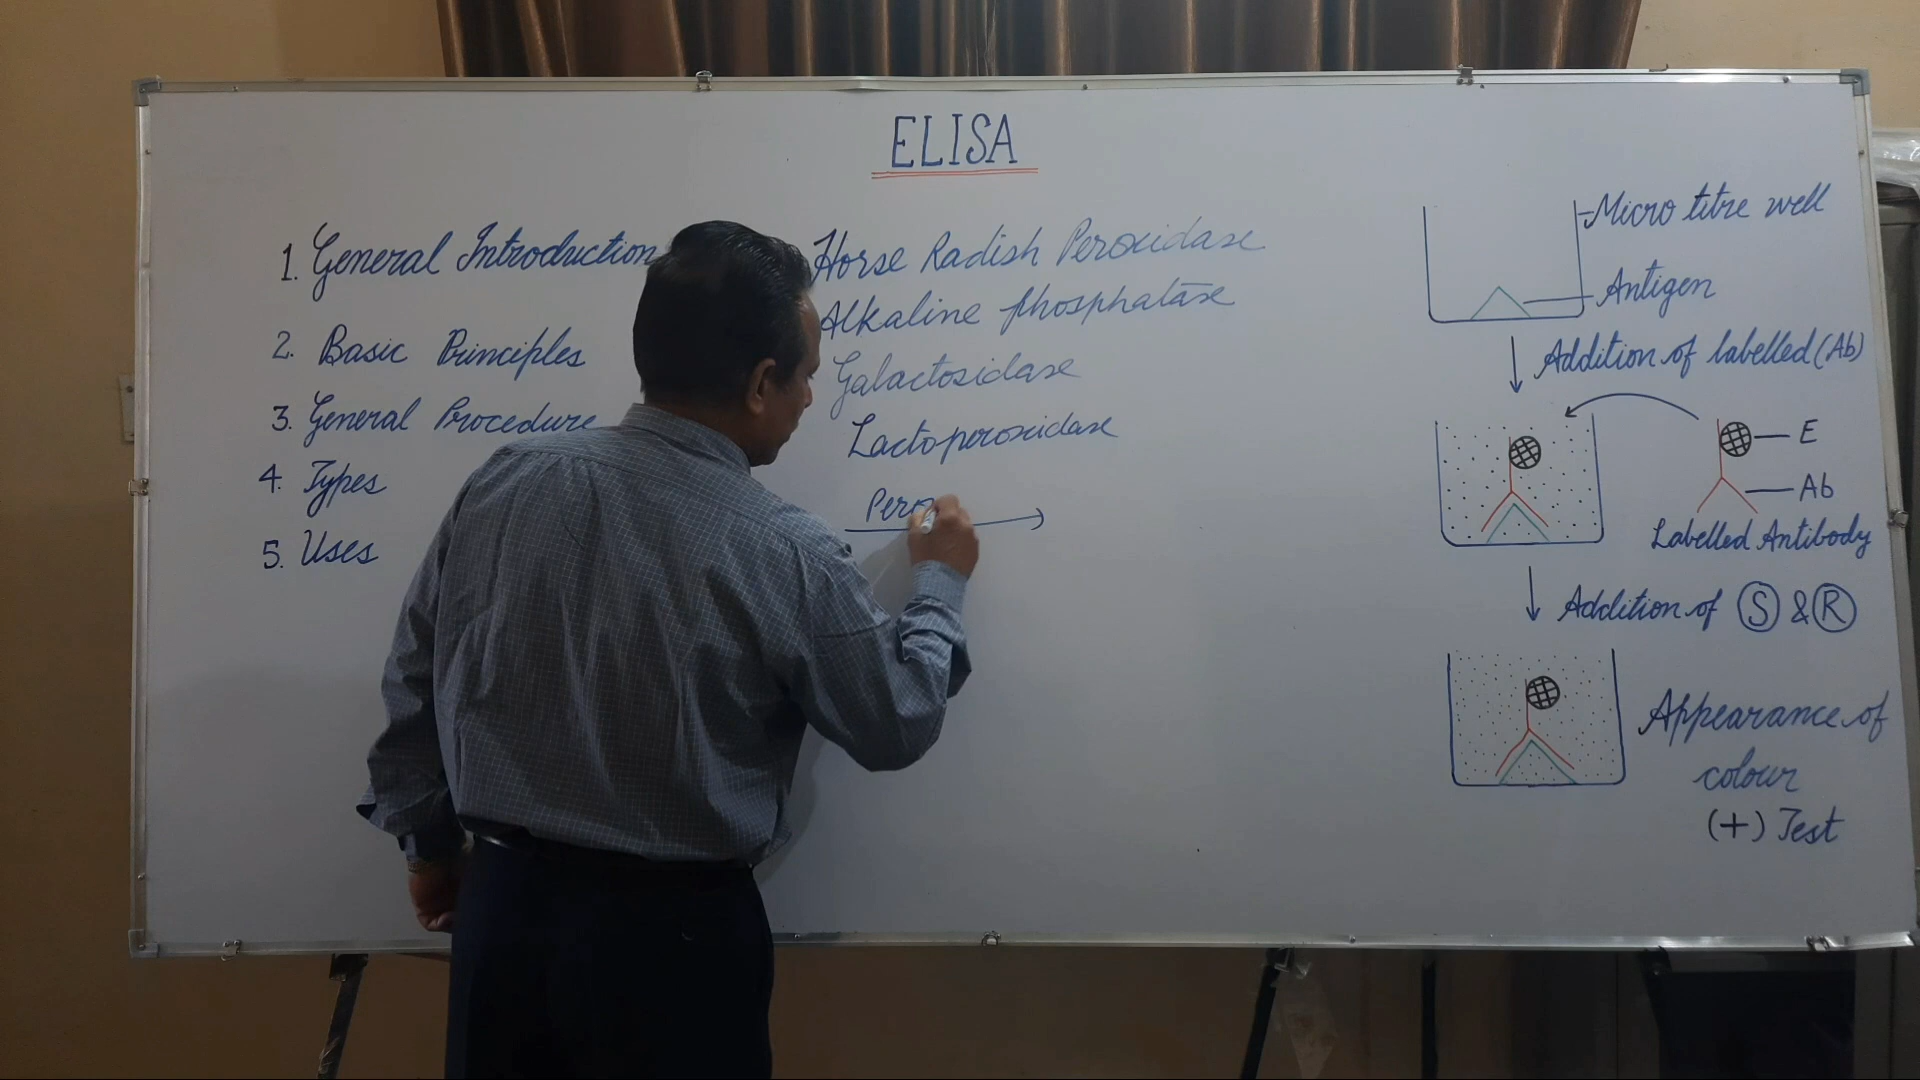 ELISA
1. General Introduction
2. Basic Principles
3. General Procedure
4. Types
5. Uses
Horse Radish Peroxidase
Alkaline phosphatase
Galactosidase
Lactoperoxidase
Pero
Micro titre well
Antigen
Addition of labelled (Ab)
E
Ab
Labelled Antibody
Addition of S & R
Appearance of
colour
(+) Test